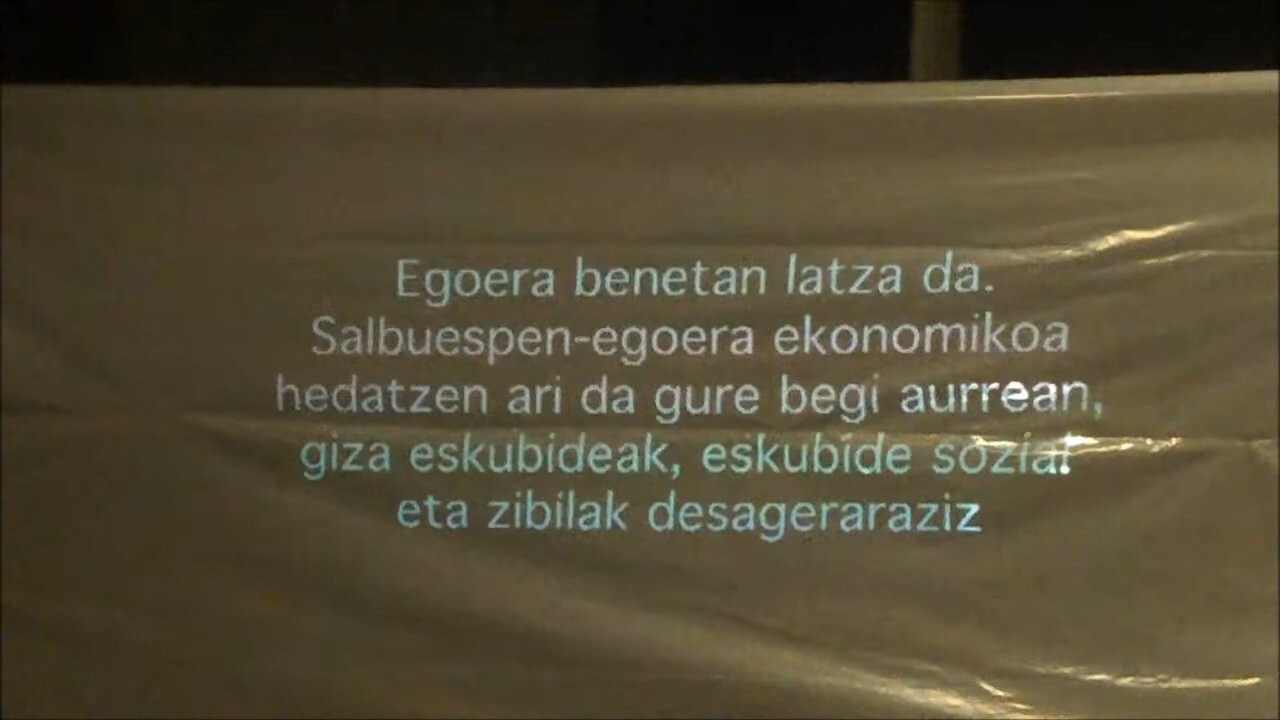 Egoera benetan latza da.
Salbuespen-egoera ekonomikoa
hedatzen ari da gure begi aurrean,
giza eskubideak, eskubide sozial
eta zibilak desageraraziz